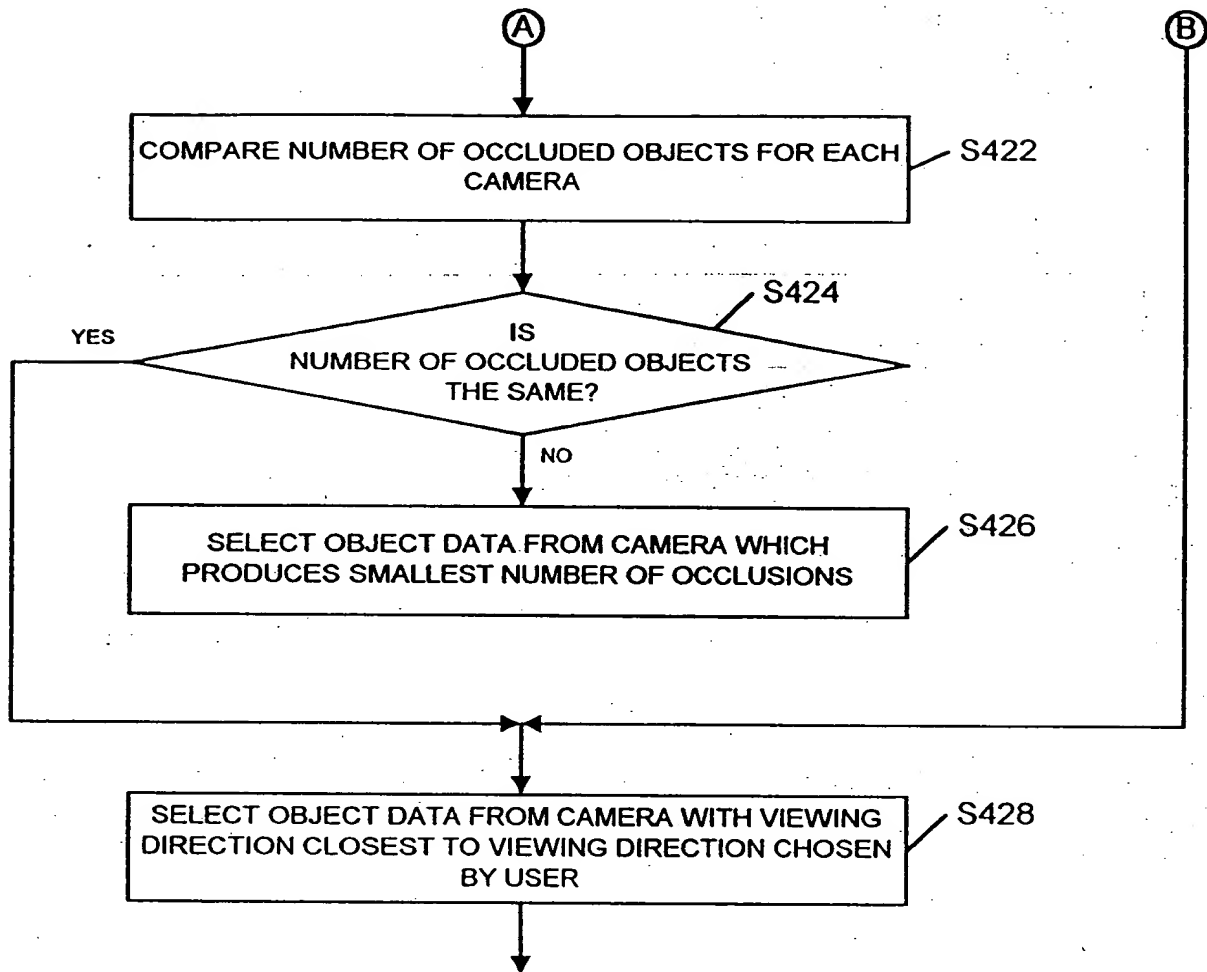 A
B
COMPARE NUMBER OF OCCLUDED OBJECTS FOR EACH
CAMERA
S422
S424
YES
IS
NUMBER OF OCCLUDED OBJECTS
THE SAME?
NO
S426
SELECT OBJECT DATA FROM CAMERA WHICH
PRODUCES SMALLEST NUMBER OF OCCLUSIONS
SELECT OBJECT DATA FROM CAMERA WITH VIEWING
DIRECTION CLOSEST TO VIEWING DIRECTION CHOSEN
BY USER
S428